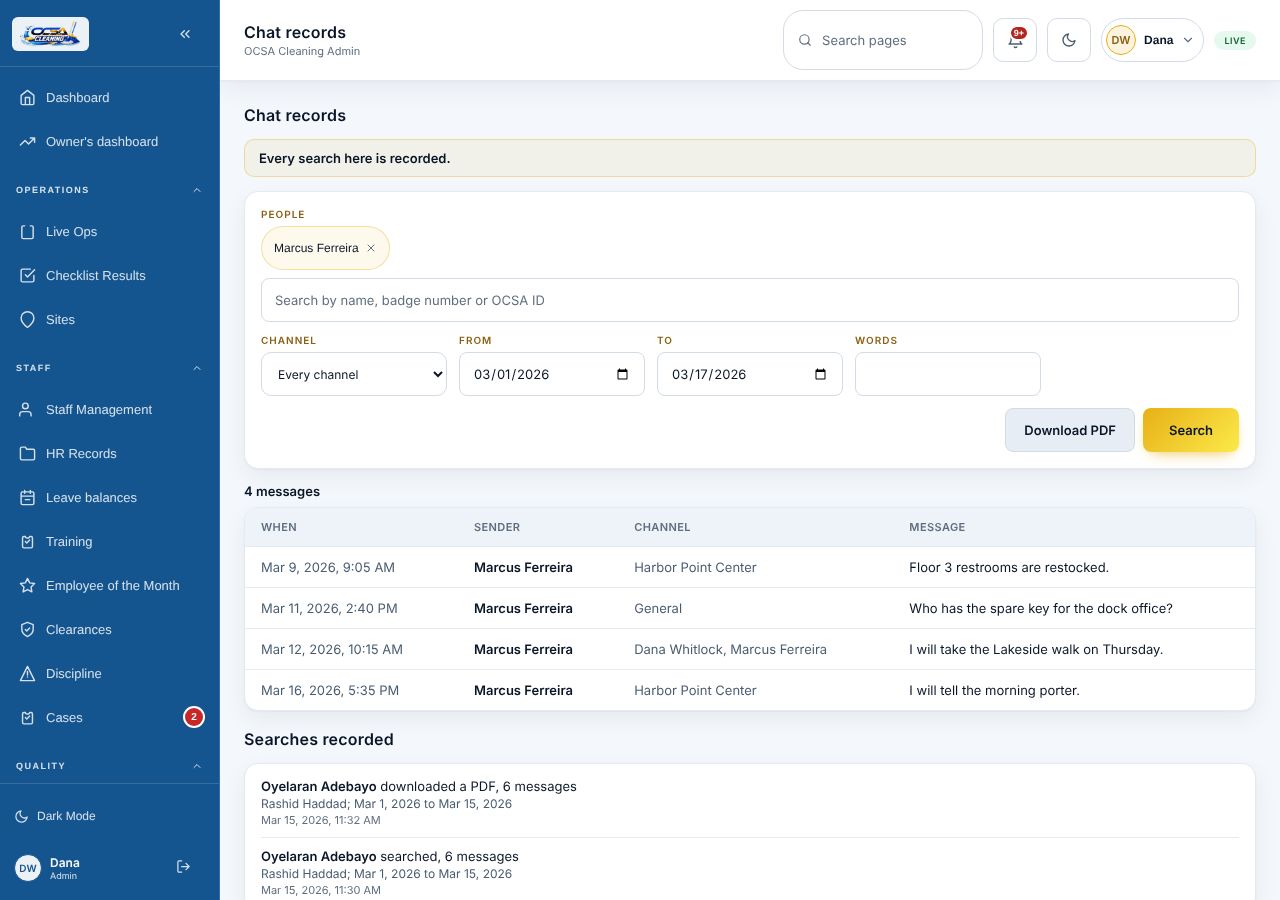 OCSA
CLEANING
Dashboard
Owner's dashboard
OPERATIONS
Live Ops
Checklist Results
Sites
STAFF
Staff Management
HR Records
Leave balances
Training
Employee of the Month
Clearances
Discipline
Cases
2
QUALITY
Dark Mode
DW
Dana
Admin
Chat records
OCSA Cleaning Admin
Search pages
9+
DW
Dana
LIVE
Chat records
Every search here is recorded.
PEOPLE
Marcus Ferreira
Search by name, badge number or OCSA ID
CHANNEL FROM TO WORDS
Every channel 03/01/2026 03/17/2026
Download PDF Search
4 messages
WHEN SENDER CHANNEL MESSAGE
Mar 9, 2026, 9:05 AM Marcus Ferreira Harbor Point Center Floor 3 restrooms are restocked.
Mar 11, 2026, 2:40 PM Marcus Ferreira General Who has the spare key for the dock office?
Mar 12, 2026, 10:15 AM Marcus Ferreira Dana Whitlock, Marcus Ferreira I will take the Lakeside walk on Thursday.
Mar 16, 2026, 5:35 PM Marcus Ferreira Harbor Point Center I will tell the morning porter.
Searches recorded
Oyelaran Adebayo downloaded a PDF, 6 messages
Rashid Haddad; Mar 1, 2026 to Mar 15, 2026
Mar 15, 2026, 11:32 AM
Oyelaran Adebayo searched, 6 messages
Rashid Haddad; Mar 1, 2026 to Mar 15, 2026
Mar 15, 2026, 11:30 AM